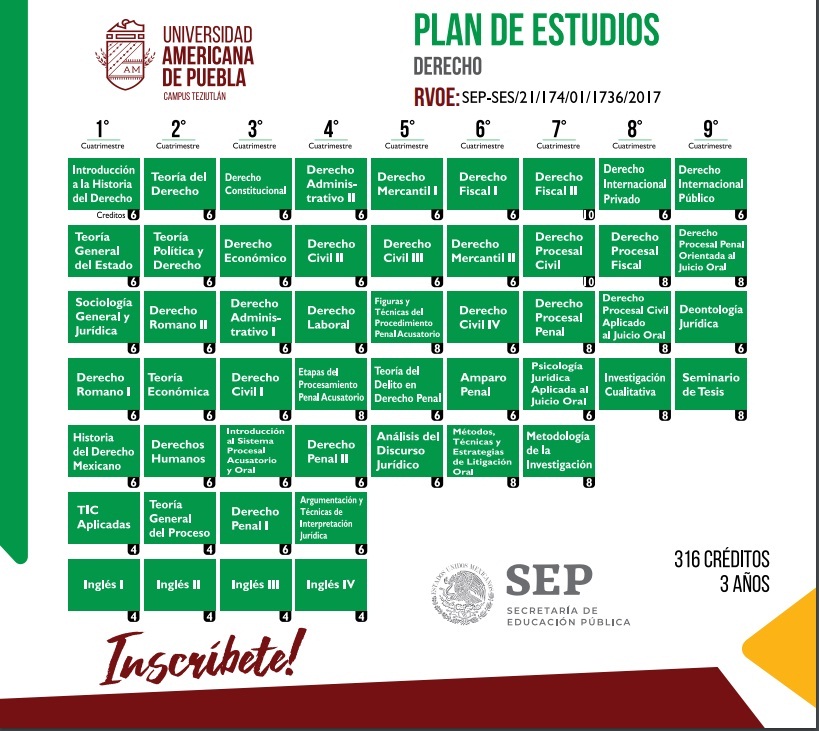 UNIVERSIDAD
AMERICANA
DE PUEBLA
CAMPUS TEZIUTLÁN
AM
PLAN DE ESTUDIOS
DERECHO
RVOE: SEP-SES/21/174/01/1736/2017
1° 2° 3° 4° 5° 6° 7° 8° 9°
Cuatrimestre Cuatrimestre Cuatrimestre Cuatrimestre Cuatrimestre Cuatrimestre Cuatrimestre Cuatrimestre Cuatrimestre
Introducción
a la Historia
del Derecho
Creditos 6
Teoría del
Derecho
6
Derecho
Constitucional
6
Derecho
Adminis-
trativo II
6
Derecho
Mercantil I
6
Derecho
Fiscal I
6
Derecho
Fiscal II
10
Derecho
Internacional
Privado
6
Derecho
Internacional
Público
6
Teoría
General
del Estado
6
Teoría
Política y
Derecho
6
Derecho
Económico
6
Derecho
Civil II
6
Derecho
Civil III
6
Derecho
Mercantil II
6
Derecho
Procesal
Civil
10
Derecho
Procesal
Fiscal
8
Derecho
Procesal Penal
Orientada al
Juicio Oral
8
Sociología
General y
Jurídica
6
Derecho
Romano II
6
Derecho
Adminis-
trativo I
6
Derecho
Laboral
6
Figuras y
Técnicas del
Procedimiento
Penal Acusatorio
8
Derecho
Civil IV
6
Derecho
Procesal
Penal
8
Derecho
Procesal Civil
Aplicado
al Juicio Oral
8
Deontología
Jurídica
6
Derecho
Romano I
6
Teoría
Económica
6
Derecho
Civil I
6
Etapas del
Procesamiento
Penal Acusatorio
8
Teoría del
Delito en
Derecho Penal
6
Amparo
Penal
6
Psicología
Jurídica
Aplicada al
Juicio Oral
6
Investigación
Cualitativa
8
Seminario
de Tesis
8
Historia
del Derecho
Mexicano
6
Derechos
Humanos
6
Introducción
al Sistema
Procesal
Acusatorio
y Oral
6
Derecho
Penal II
6
Análisis del
Discurso
Jurídico
6
Métodos,
Técnicas y
Estrategias
de Litigación
Oral
8
Metodología
de la
Investigación
8
TIC
Aplicadas
4
Teoría
General
del Proceso
4
Derecho
Penal I
6
Argumentación y
Técnicas de
Interpretación
Jurídica
6
Inglés I
4
Inglés II
4
Inglés III
4
Inglés IV
4
ESTADOS UNIDOS MEXICANOS
SEP
SECRETARÍA DE
EDUCACIÓN PÚBLICA
316 CRÉDITOS
3 AÑOS
Inscríbete!